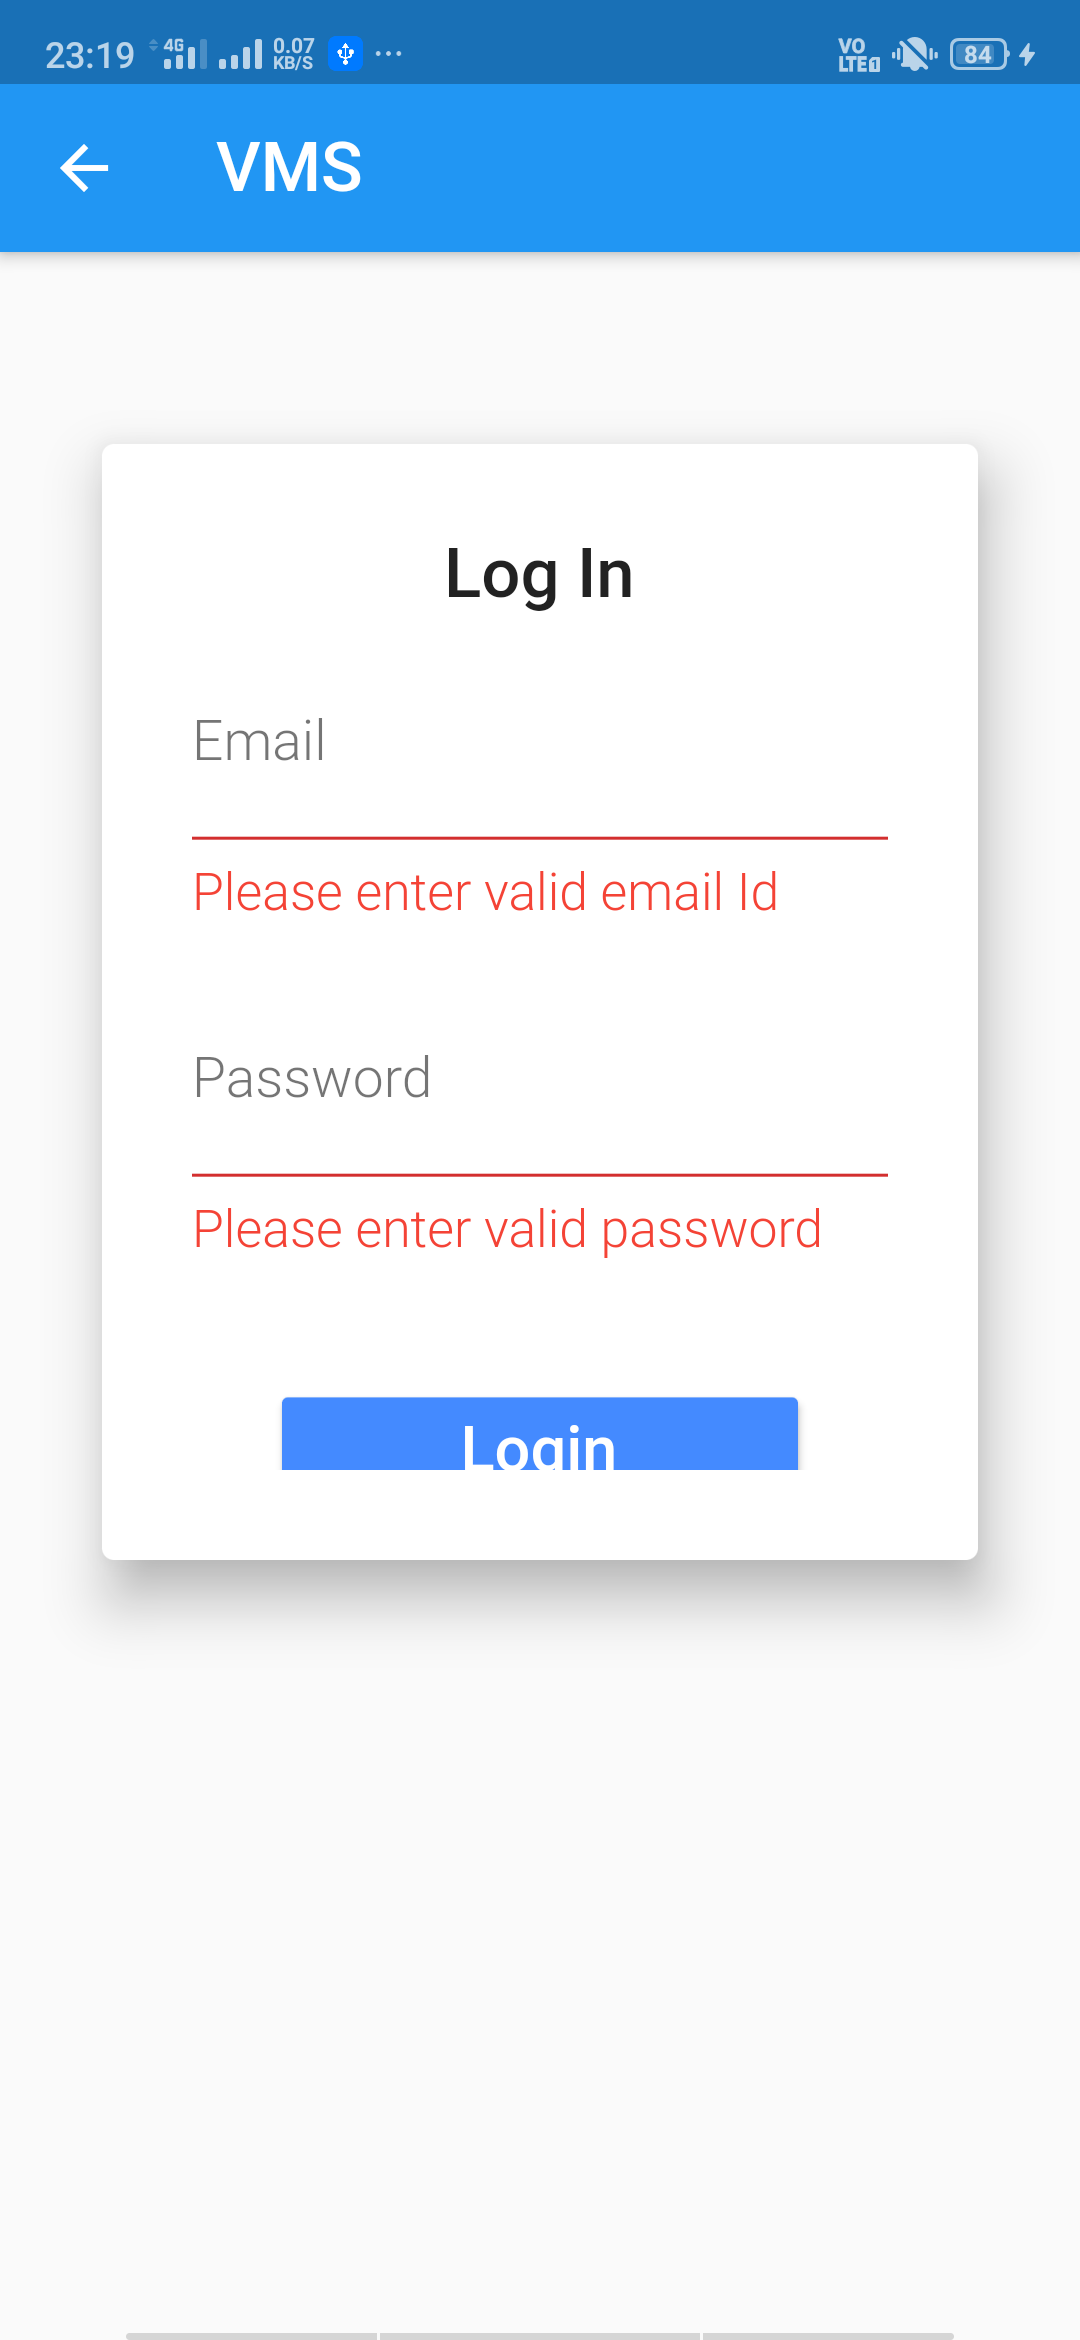 23:19 4G 0.07 KB/S VO LTE 1 84
VMS
Log In
Email
Please enter valid email Id
Password
Please enter valid password
Login